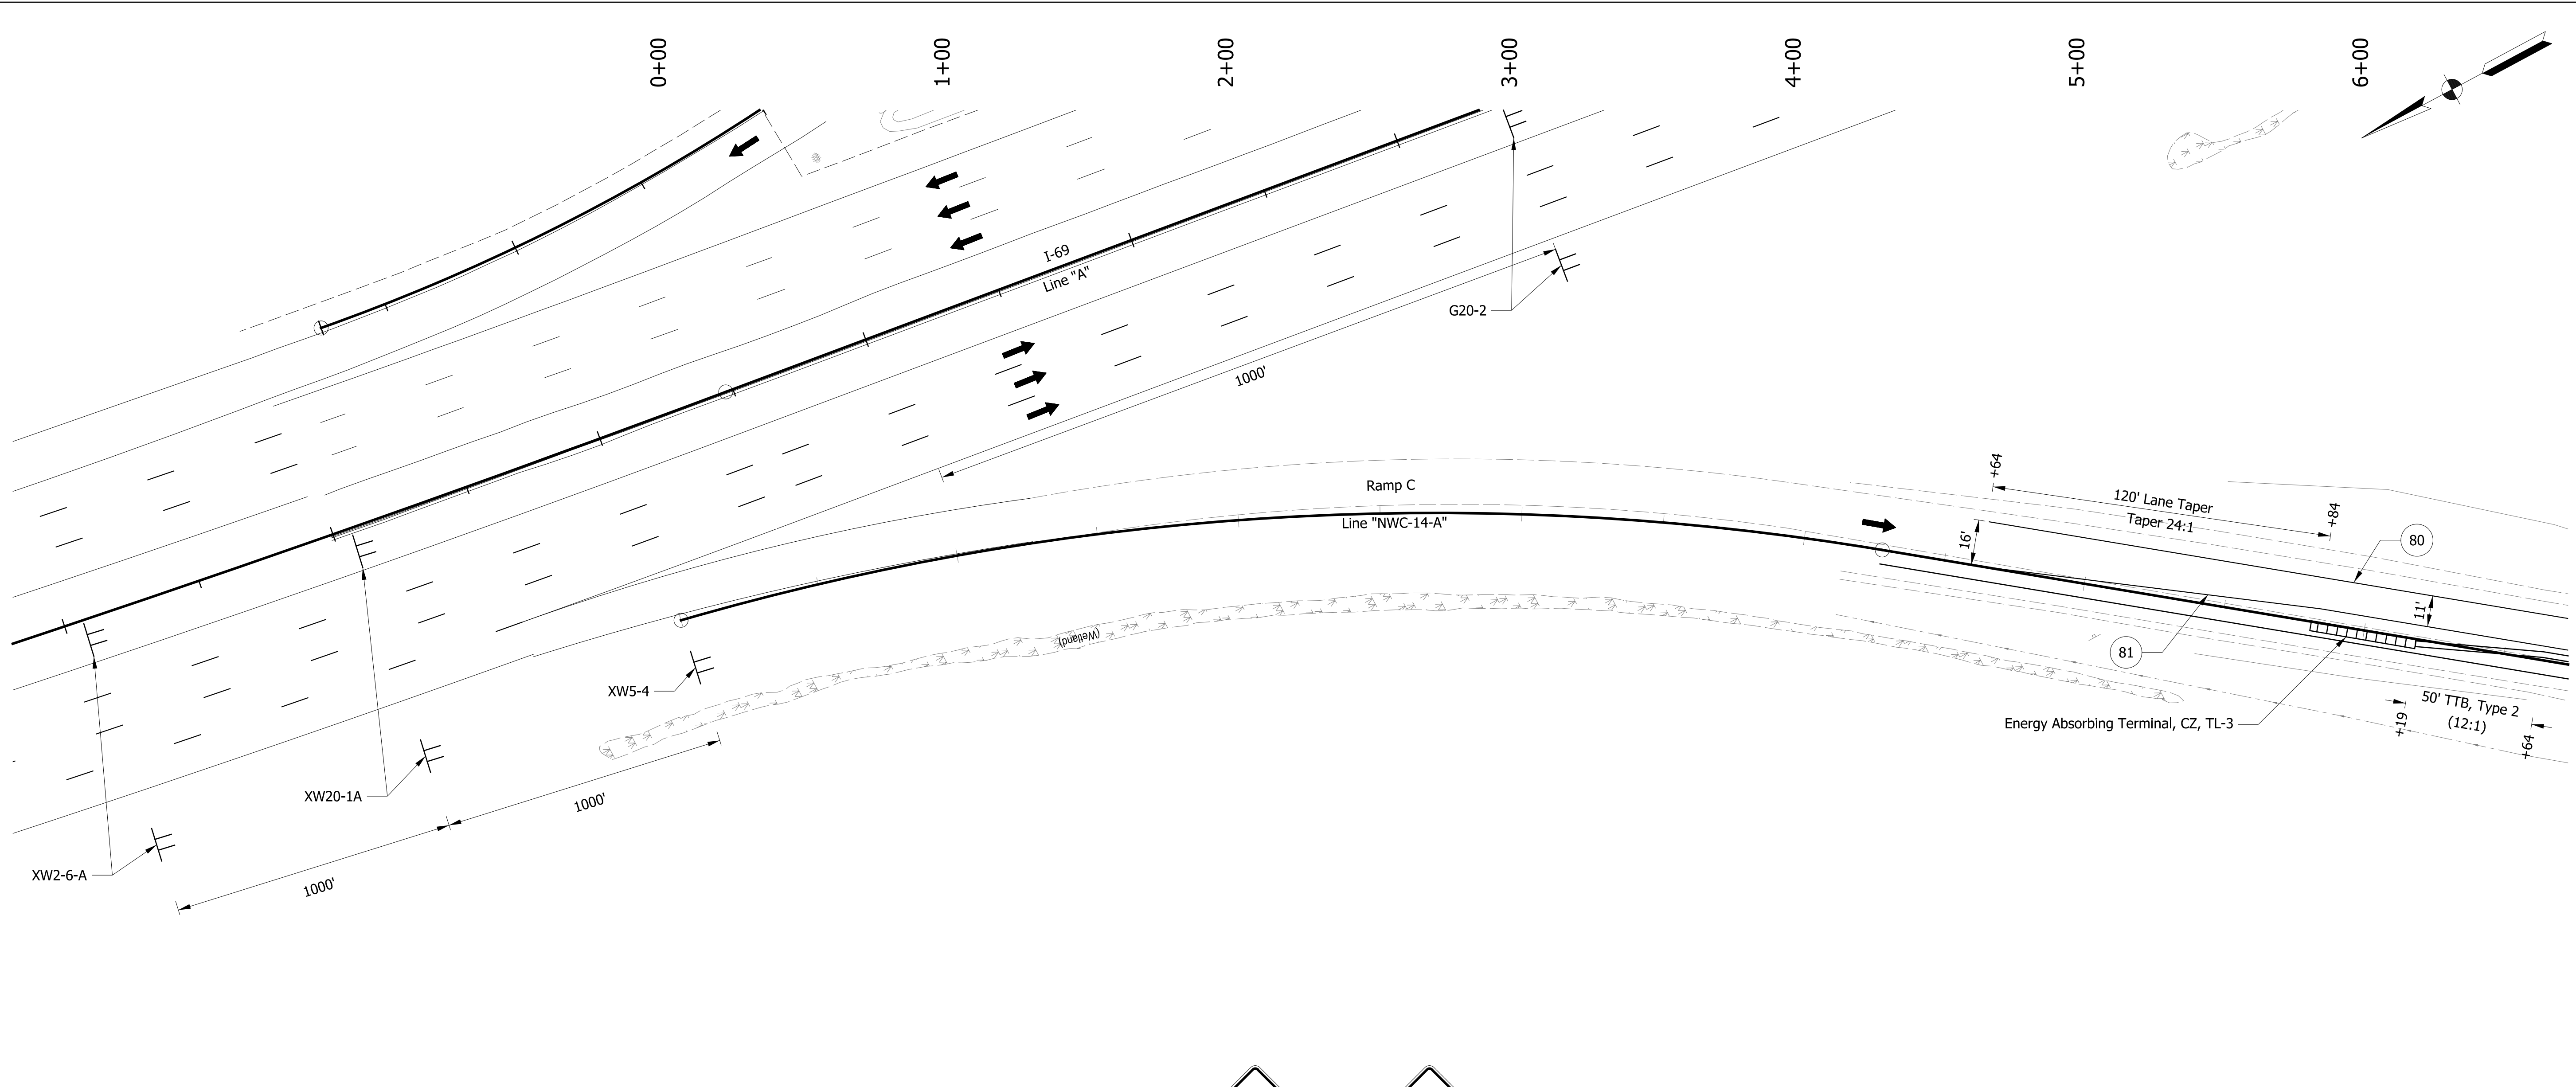 0+00
1+00
2+00
3+00
4+00
5+00
6+00
I-69
Line "A"
G20-2
1000'
Ramp C
Line "NWC-14-A"
+64
120' Lane Taper
Taper 24:1
+84
16'
80
11'
81
(Wetland)
XW5-4
Energy Absorbing Terminal, CZ, TL-3
50' TTB, Type 2
(12:1)
+19
+64
XW20-1A
1000'
XW2-6-A
1000'